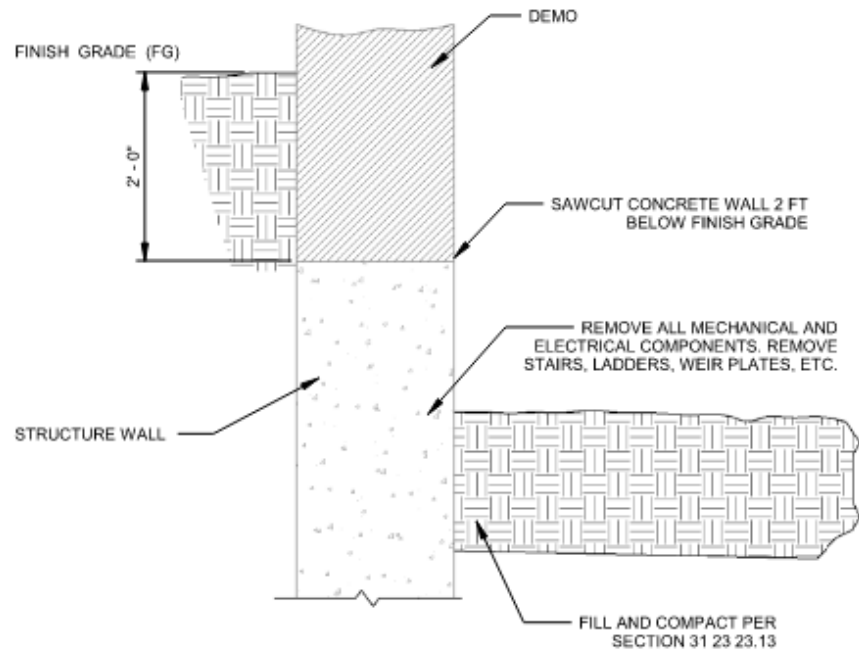 DEMO
FINISH GRADE (FG)
2' - 0"
SAWCUT CONCRETE WALL 2 FT
BELOW FINISH GRADE
REMOVE ALL MECHANICAL AND
ELECTRICAL COMPONENTS. REMOVE
STAIRS, LADDERS, WEIR PLATES, ETC.
STRUCTURE WALL
FILL AND COMPACT PER
SECTION 31 23 23.13